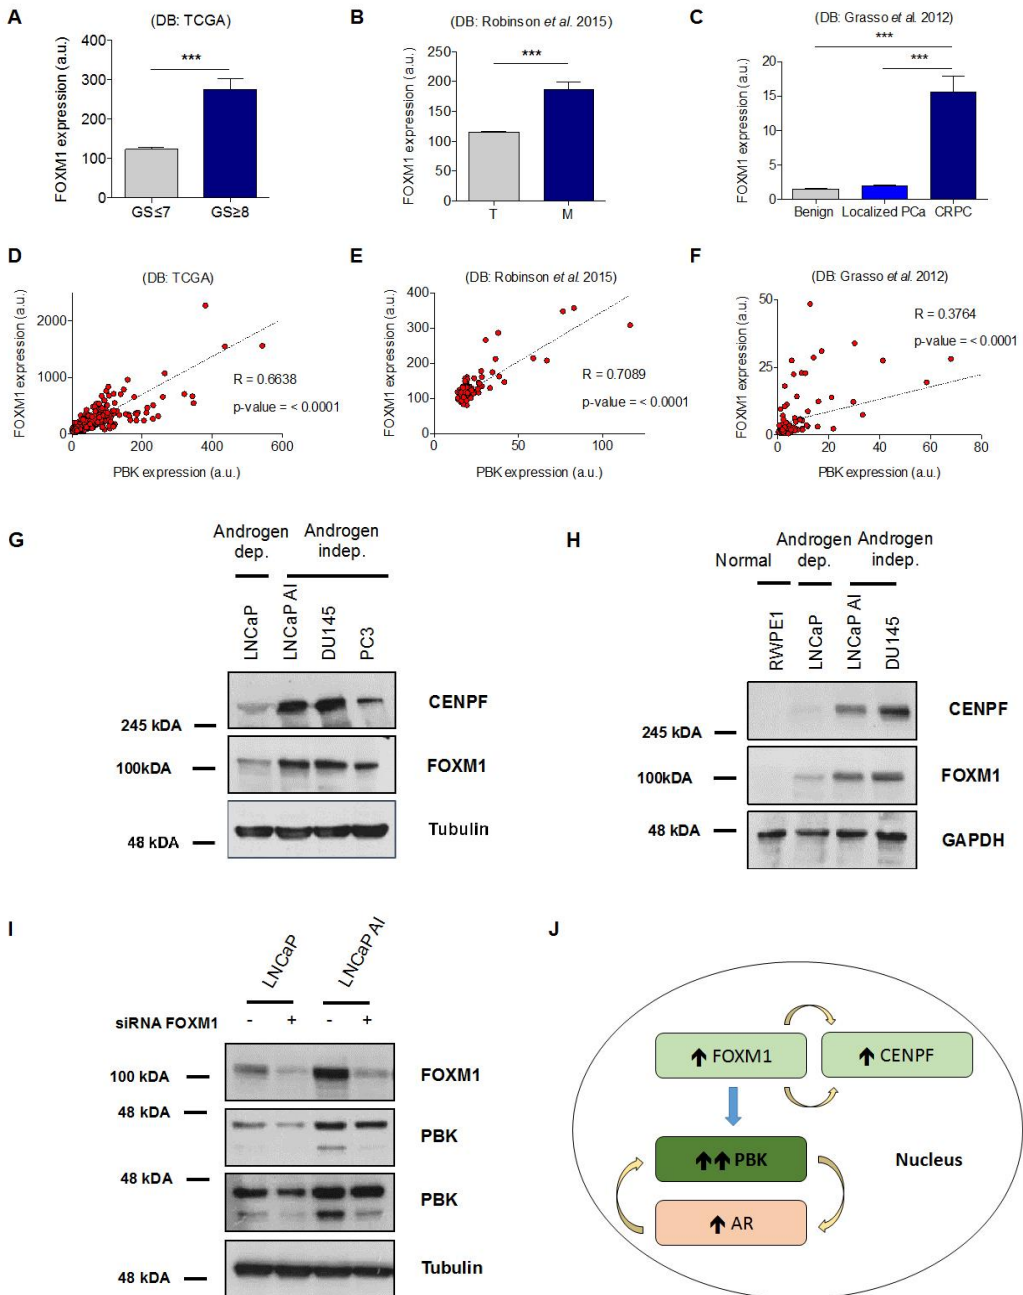 A
(DB: TCGA)
FOXM1 expression (a.u.)
400
300
200
100
0
***
GS≤7
GS≥8
B
(DB: Robinson et al. 2015)
FOXM1 expression (a.u.)
250
200
150
100
50
0
***
T
M
C
(DB: Grasso et al. 2012)
FOXM1 expression (a.u.)
20
15
10
5
0
***
***
Benign
Localized PCa
CRPC
D
(DB: TCGA)
FOXM1 expression (a.u.)
2000
1000
0
R = 0.6638
p-value = < 0.0001
0
200
400
600
PBK expression (a.u.)
E
(DB: Robinson et al. 2015)
FOXM1 expression (a.u.)
400
300
200
100
0
R = 0.7089
p-value = < 0.0001
0
50
100
PBK expression (a.u.)
F
(DB: Grasso et al. 2012)
FOXM1 expression (a.u.)
50
25
0
R = 0.3764
p-value = < 0.0001
0
20
40
60
80
PBK expression (a.u.)
G
Androgen
dep.
Androgen
indep.
LNCaP
LNCaP AI
DU145
PC3
CENPF
245 kDA
100kDA
FOXM1
Tubulin
48 kDA
H
Normal
Androgen
dep.
Androgen
indep.
RWPE1
LNCaP
LNCaP AI
DU145
CENPF
245 kDA
100kDA
FOXM1
48 kDA
GAPDH
I
LNCaP
LNCaP AI
siRNA FOXM1
- + - +
100 kDA
FOXM1
48 kDA
PBK
48 kDA
PBK
Tubulin
48 kDA
J
FOXM1
CENPF
PBK
Nucleus
AR